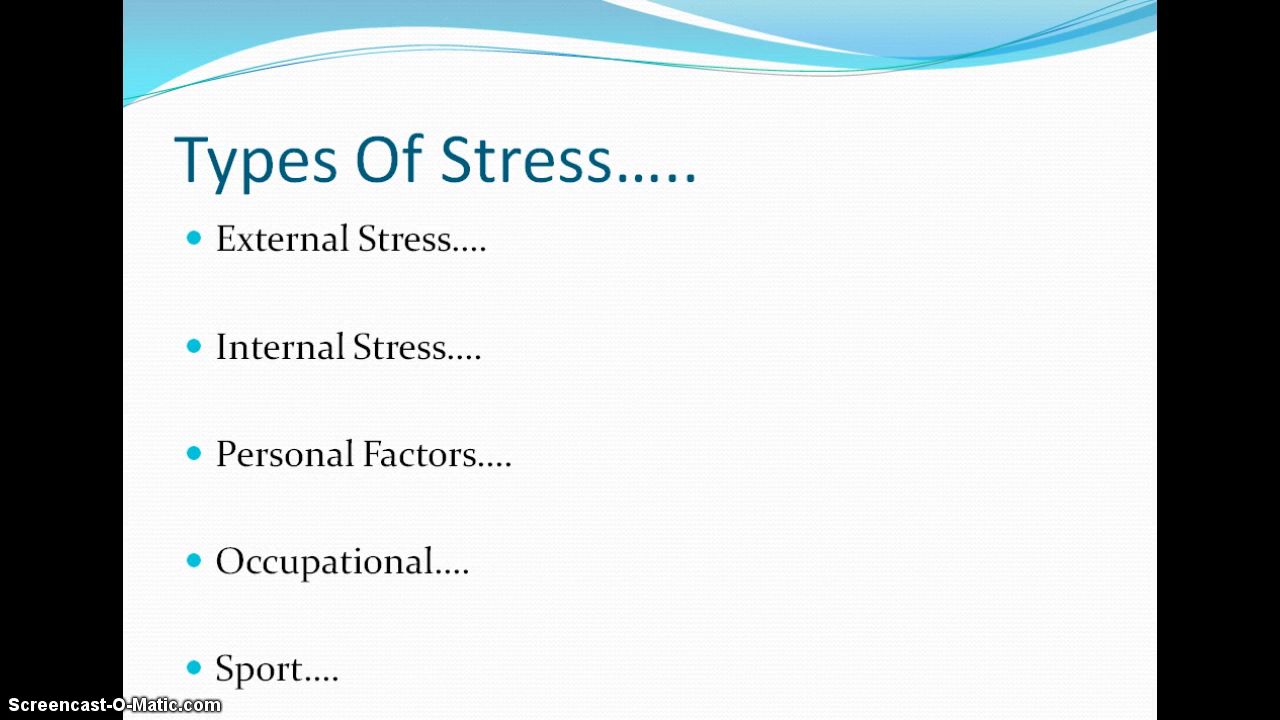 Types Of Stress…..
External Stress….
Internal Stress….
Personal Factors….
Occupational….
Sport….
Screencast-O-Matic.com